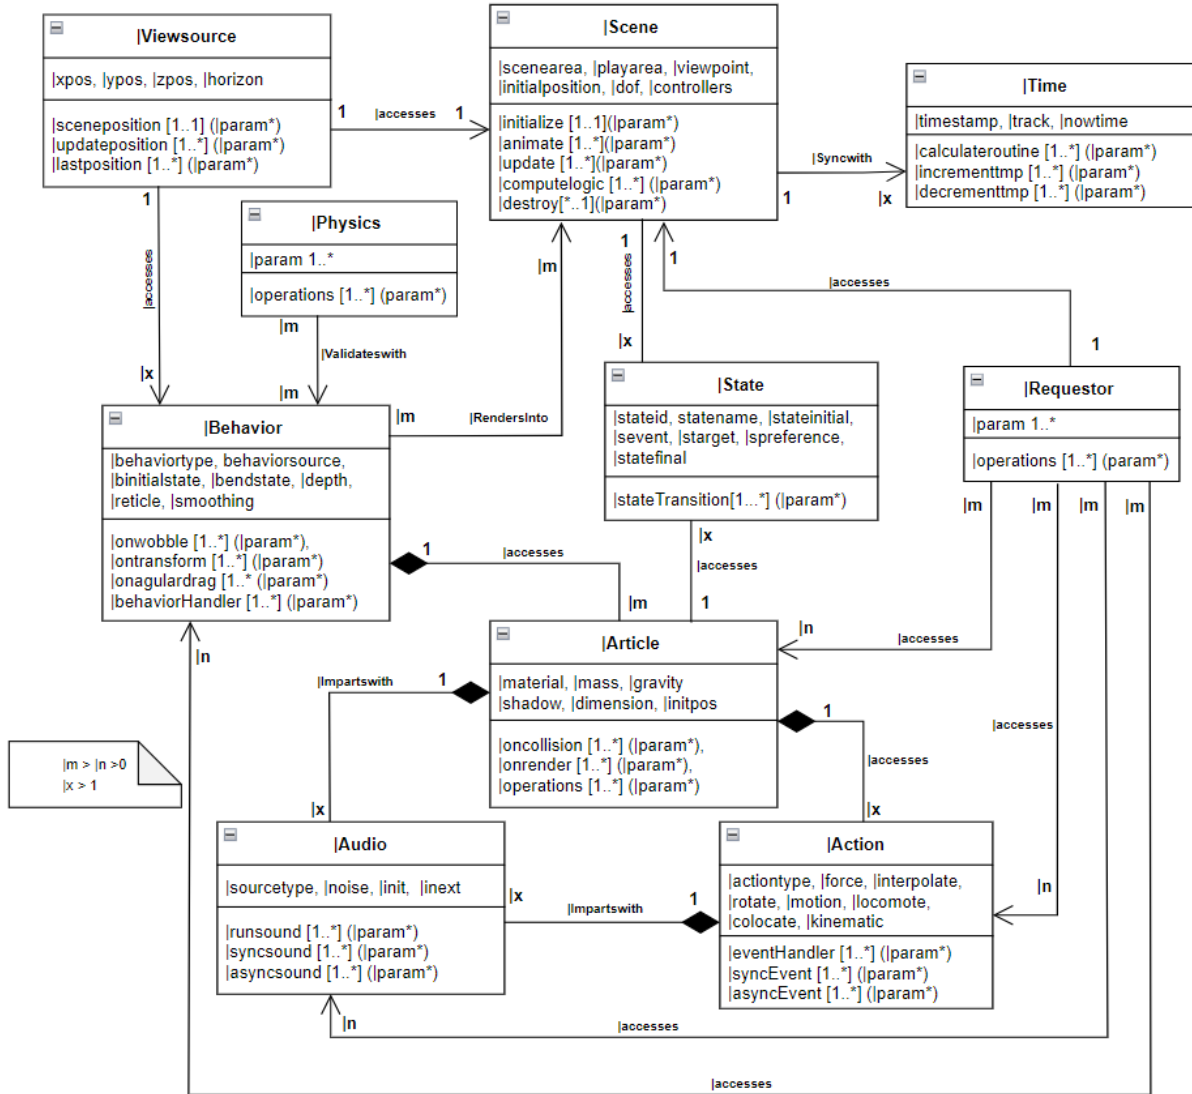 |Viewsource
|xpos, |ypos, |zpos, |horizon
|sceneposition [1..1] (|param*)
|updateposition [1..*] (|param*)
|lastposition [1..*] (|param*)
1
|accesses
1
|Scene
|scenearea, |playarea, |viewpoint,
|initialposition, |dof, |controllers
|initialize [1..1](|param*)
|animate [1..*](|param*)
|update [1..*](|param*)
|computelogic [1..*] (|param*)
|destroy[*..1](|param*)
|Syncwith
1
|x
|Time
|timestamp, |track, |nowtime
|calculateroutine [1..*] (|param*)
|incrementtmp [1..*] (|param*)
|decrementtmp [1..*] (|param*)
1
|accesses
|x
|Physics
|param 1..*
|operations [1..*] (param*)
|m
|Validateswith
|m
|m
|RendersInto
|m
1
|accesses
|x
1
|accesses
1
|Behavior
|behaviortype, behaviorsource,
|binitialstate, |bendstate, |depth,
|reticle, |smoothing
|onwobble [1..*] (|param*),
|ontransform [1..*] (|param*)
|onagulardrag [1..* (|param*)
|behaviorHandler [1..*] (|param*)
|State
|stateid, statename, |stateinitial,
|sevent, |starget, |spreference,
|statefinal
|stateTransition[1...*] (|param*)
|Requestor
|param 1..*
|operations [1..*] (param*)
|m
|m
|m
|m
1
|accesses
|m
|x
|accesses
1
|n
|accesses
|Article
|material, |mass, |gravity
|shadow, |dimension, |initpos
|oncollision [1..*] (|param*),
|onrender [1..*] (|param*),
|operations [1..*] (|param*)
|n
|Impartswith
1
|x
1
|accesses
|x
|accesses
|n
|m > |n >0
|x > 1
|Audio
|sourcetype, |noise, |init, |inext
|runsound [1..*] (|param*)
|syncsound [1..*] (|param*)
|asyncsound [1..*] (|param*)
|x
|Impartswith
1
|Action
|actiontype, |force, |interpolate,
|rotate, |motion, |locomote,
|colocate, |kinematic
|eventHandler [1..*] (|param*)
|syncEvent [1..*] (|param*)
|asyncEvent [1..*] (|param*)
|n
|accesses
|accesses